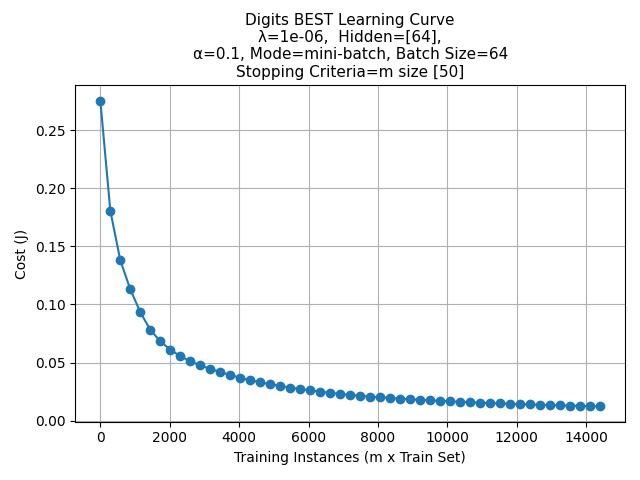 Digits BEST Learning Curve
λ=1e-06,  Hidden=[64],
α=0.1, Mode=mini-batch, Batch Size=64
Stopping Criteria=m size [50]
Cost (J)
0.25
0.20
0.15
0.10
0.05
0.00
0 2000 4000 6000 8000 10000 12000 14000
Training Instances (m x Train Set)